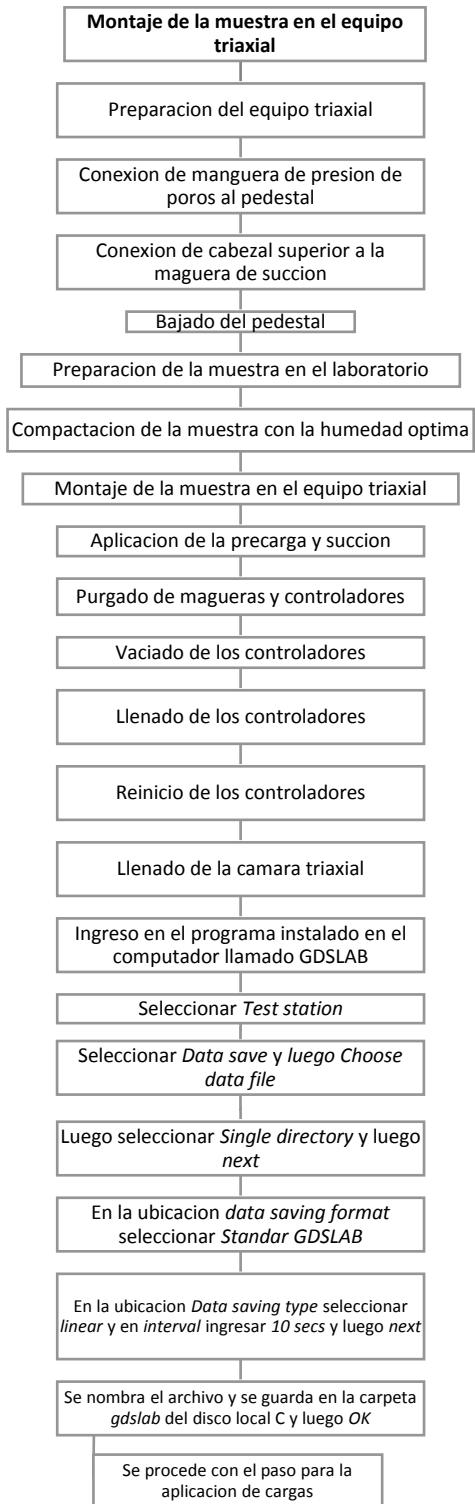 Montaje de la muestra en el equipo
triaxial
Preparacion del equipo triaxial
Conexion de manguera de presion de
poros al pedestal
Conexion de cabezal superior a la
maguera de succion
Bajado del pedestal
Preparacion de la muestra en el laboratorio
Compactacion de la muestra con la humedad optima
Montaje de la muestra en el equipo triaxial
Aplicacion de la precarga y succion
Purgado de magueras y controladores
Vaciado de los controladores
Llenado de los controladores
Reinicio de los controladores
Llenado de la camara triaxial
Ingreso en el programa instalado en el
computador llamado GDSLAB
Seleccionar Test station
Seleccionar Data save y luego Choose
data file
Luego seleccionar Single directory y luego
next
En la ubicacion data saving format
seleccionar Standar GDSLAB
En la ubicacion Data saving type seleccionar
linear y en interval ingresar 10 secs y luego next
Se nombra el archivo y se guarda en la carpeta
gdslab del disco local C y luego OK
Se procede con el paso para la
aplicacion de cargas